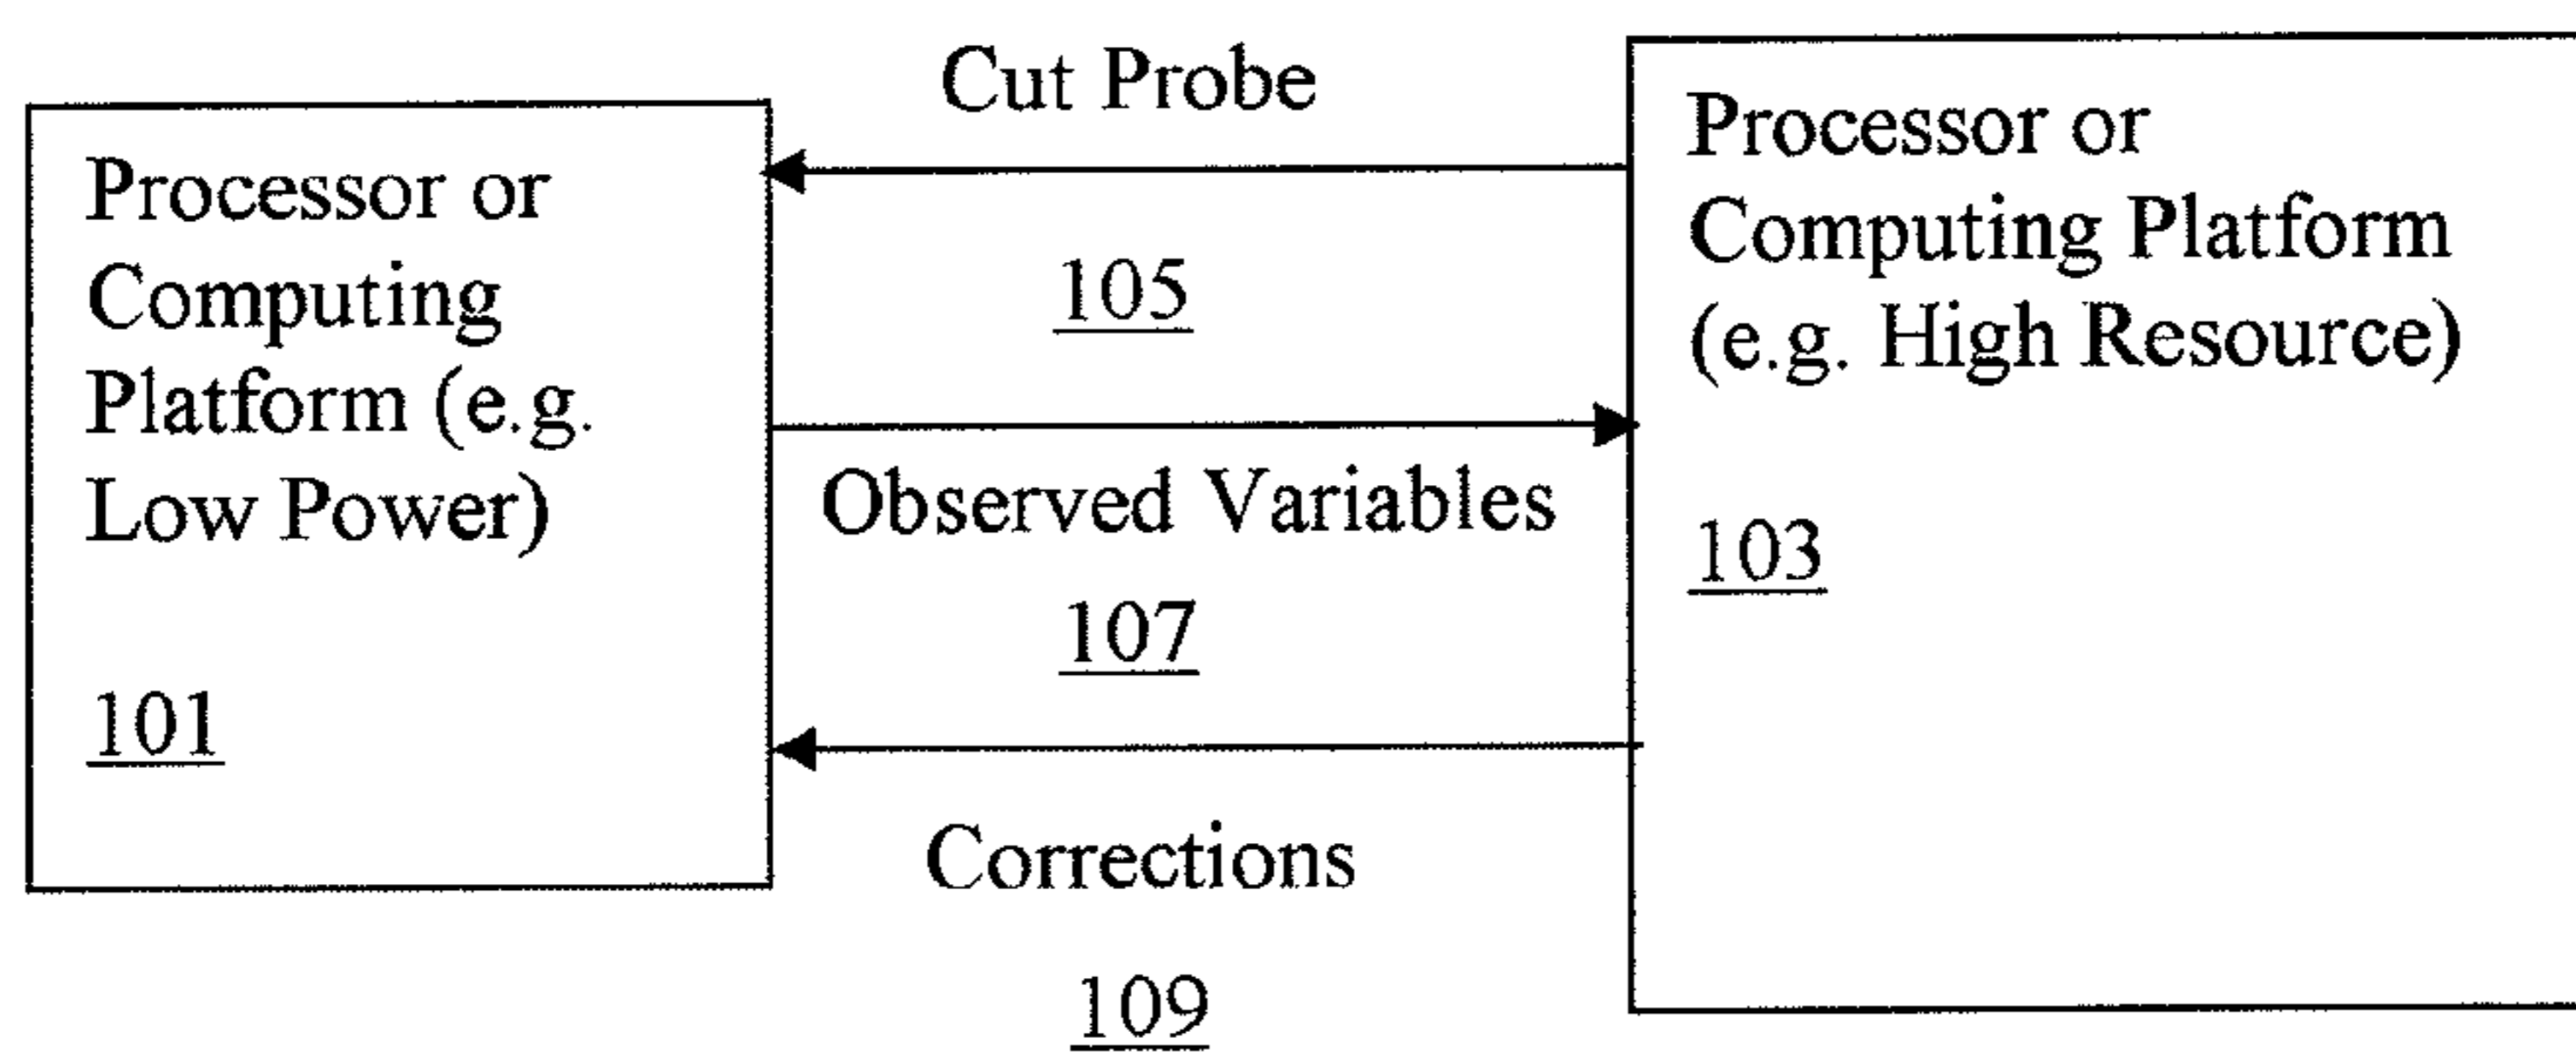 Processor or
Computing
Platform (e.g.
Low Power)
101
Cut Probe
105
Observed Variables
107
Corrections
109
Processor or
Computing Platform
(e.g. High Resource)
103